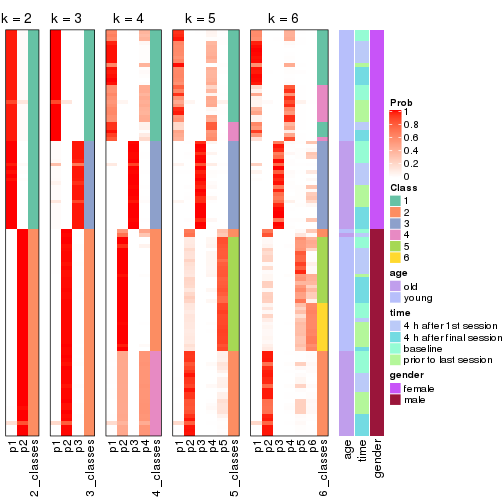 k = 2 k = 3 k = 4 k = 5 k = 6
Prob
1
0.8
0.6
0.4
0.2
0
Class
1
2
3
4
5
6
age
old
young
time
4 h after 1st session
4 h after final session
baseline
prior to last session
gender
female
male
p1 p2 2_classes p1 p2 p3 3_classes p1 p2 p3 p4 4_classes p1 p2 p3 p4 p5 5_classes p1 p2 p3 p4 p5 p6 6_classes age time gender